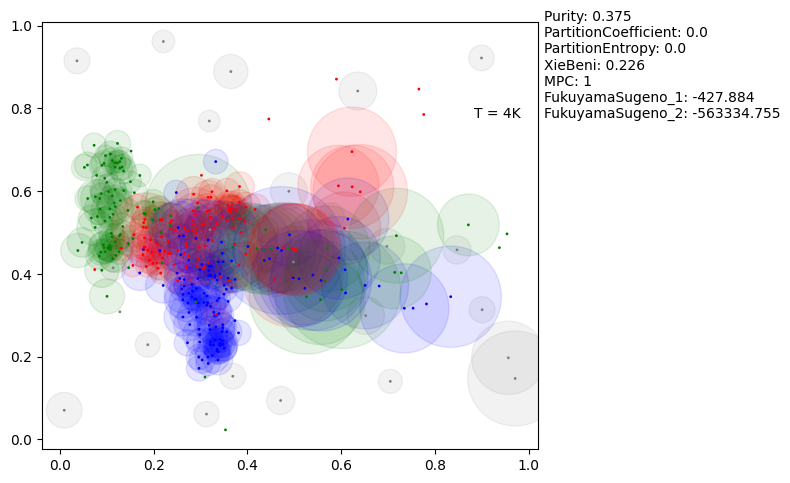 Purity: 0.375
PartitionCoefficient: 0.0
PartitionEntropy: 0.0
XieBeni: 0.226
MPC: 1
FukuyamaSugeno_1: -427.884
FukuyamaSugeno_2: -563334.755
T = 4K
1.0
0.8
0.6
0.4
0.2
0.0
0.0 0.2 0.4 0.6 0.8 1.0